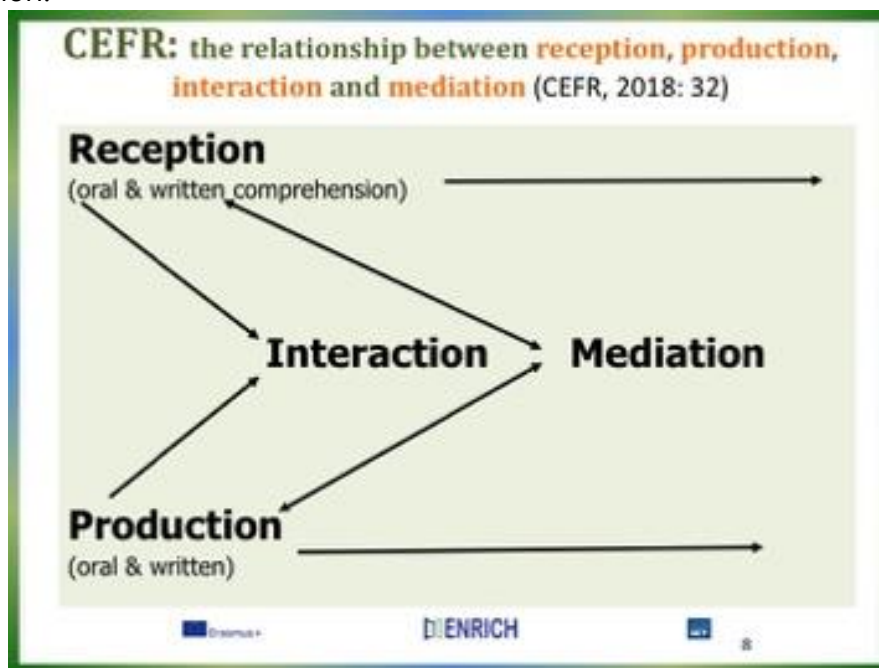 CEFR: the relationship between reception, production,
interaction and mediation (CEFR, 2018: 32)
Reception
(oral & written comprehension)
Interaction
Mediation
Production
(oral & written)
Erasmus+
ENRICH
8